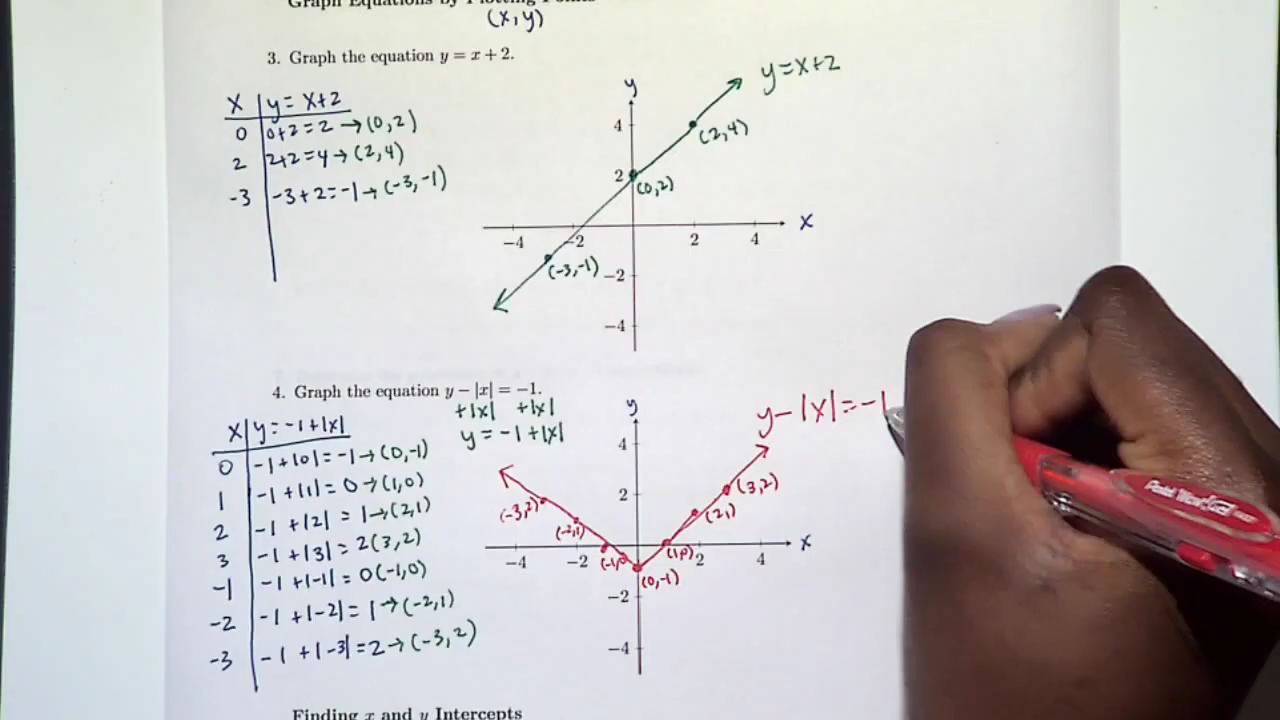 Graph Equations by Plotting Points
(x,y)
3. Graph the equation y = x + 2.
x | y = x+2
0 | 0+2=2 → (0,2)
2 | 2+2=4 → (2,4)
-3 | -3+2=-1 → (-3,-1)
y
y=x+2
4
(2,4)
2
(0,2)
x
−4
−2
2
4
(-3,-1)
−2
−4
4. Graph the equation y − |x| = −1.
+|x| +|x|
y = -1 +|x|
x | y = -1 + |x|
0 | -1+|0| = -1 → (0,-1)
1 | -1 +|1| = 0 → (1,0)
2 | -1 +|2| = 1 → (2,1)
3 | -1 +|3| = 2 (3,2)
-1 | -1 +|-1| = 0 (-1,0)
-2 | -1 +|-2| = 1 → (-2,1)
-3 | -1 +|-3| = 2 → (-3,2)
y
y-|x|=-1
4
2
(-3,2)
(3,2)
(-2,1)
(2,1)
x
−4
−2
(-1,0)
(1,0)
2
4
(0,-1)
−2
−4
Finding x and y Intercepts